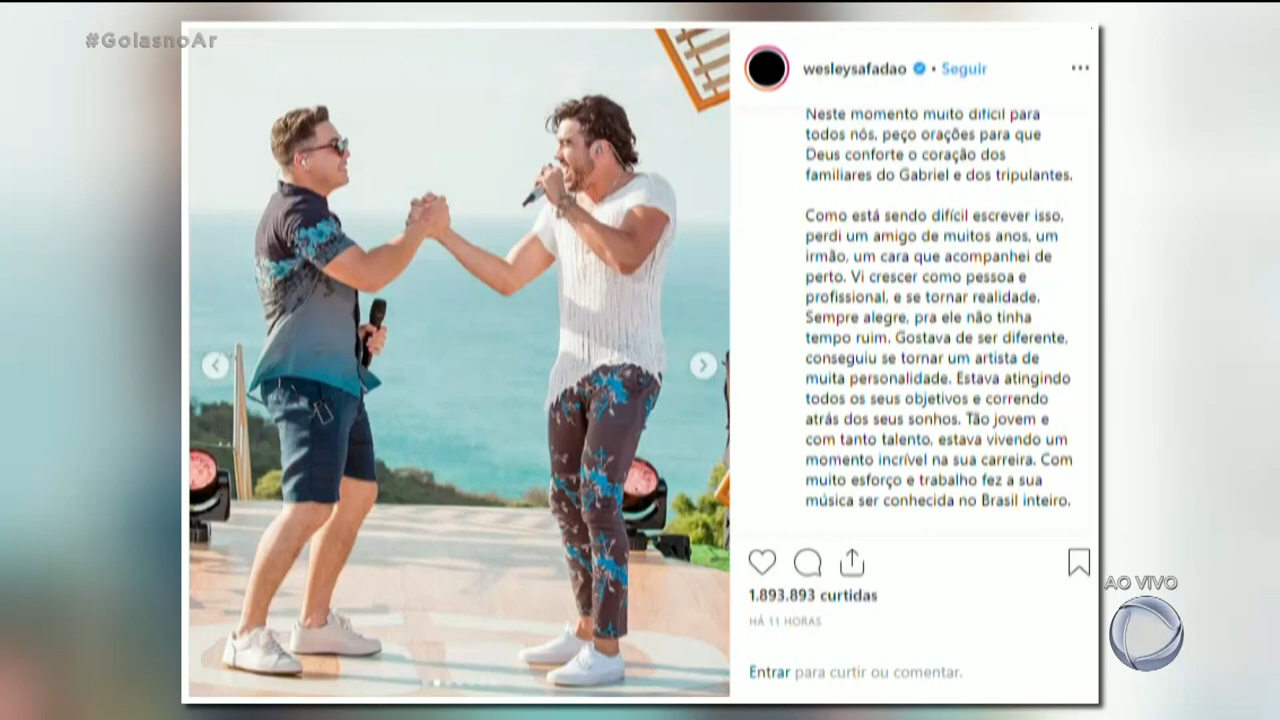 #GolasnoAr
wesleysafadao • Seguir
Neste momento muito difícil para
todos nós, peço orações para que
Deus conforte o coração dos
familiares do Gabriel e dos tripulantes.
Como está sendo difícil escrever isso,
perdi um amigo de muitos anos, um
irmão, um cara que acompanhei de
perto. Vi crescer como pessoa e
profissional, e se tornar realidade.
Sempre alegre, pra ele não tinha
tempo ruim. Gostava de ser diferente,
conseguiu se tornar um artista de
muita personalidade. Estava atingindo
todos os seus objetivos e correndo
atrás dos seus sonhos. Tão jovem e
com tanto talento, estava vivendo um
momento incrível na sua carreira. Com
muito esforço e trabalho fez a sua
música ser conhecida no Brasil inteiro.
1.893.893 curtidas
HÁ 11 HORAS
AO VIVO
Entrar para curtir ou comentar.